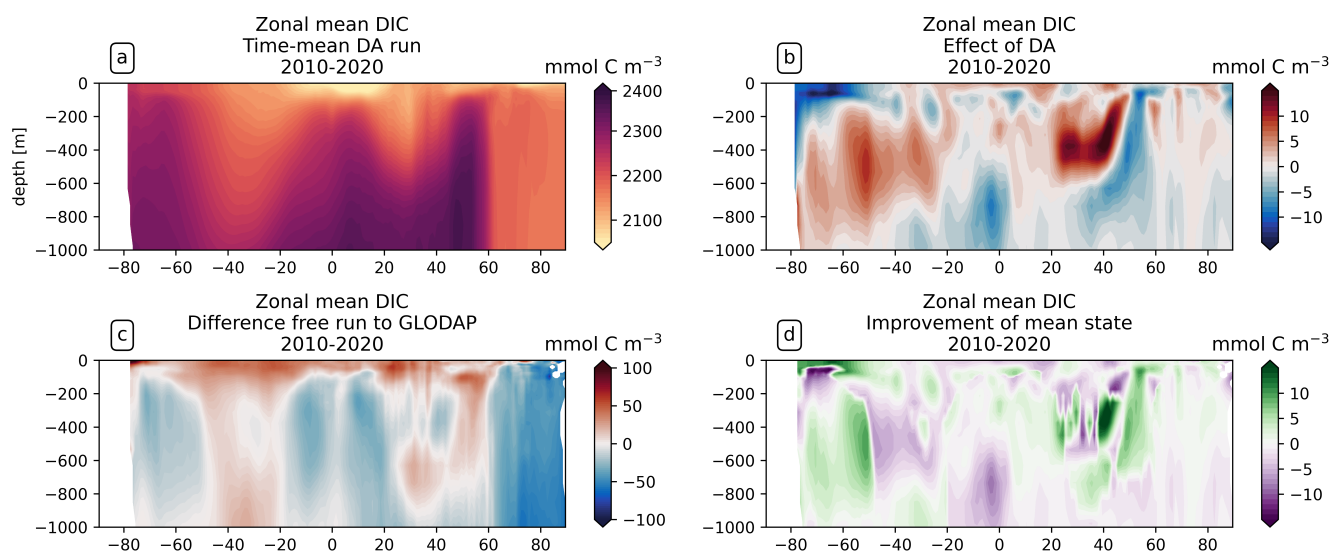 Zonal mean DIC
Time-mean DA run
2010-2020
a
mmol C m⁻³
depth [m]
0
−200
−400
−600
−800
−1000
−80 −60 −40 −20 0 20 40 60 80
2400
2300
2200
2100
Zonal mean DIC
Effect of DA
2010-2020
b
mmol C m⁻³
0
−200
−400
−600
−800
−1000
−80 −60 −40 −20 0 20 40 60 80
10
5
0
−5
−10
Zonal mean DIC
Difference free run to GLODAP
2010-2020
c
mmol C m⁻³
0
−200
−400
−600
−800
−1000
−80 −60 −40 −20 0 20 40 60 80
100
50
0
−50
−100
Zonal mean DIC
Improvement of mean state
2010-2020
d
mmol C m⁻³
0
−200
−400
−600
−800
−1000
−80 −60 −40 −20 0 20 40 60 80
10
5
0
−5
−10